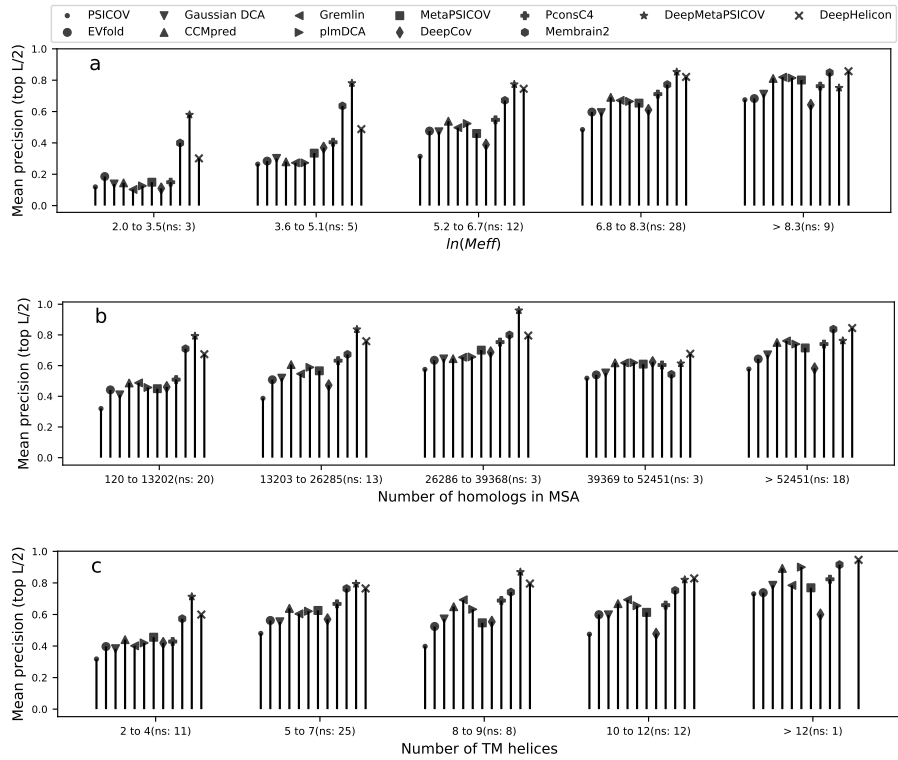 PSICOV Gaussian DCA Gremlin MetaPSICOV PconsC4 DeepMetaPSICOV DeepHelicon
EVfold CCMpred plmDCA DeepCov Membrain2
a
Mean precision (top L/2)
1.0
0.8
0.6
0.4
0.2
0.0
2.0 to 3.5(ns: 3) 3.6 to 5.1(ns: 5) 5.2 to 6.7(ns: 12) 6.8 to 8.3(ns: 28) > 8.3(ns: 9)
ln(Meff)
b
Mean precision (top L/2)
1.0
0.8
0.6
0.4
0.2
0.0
120 to 13202(ns: 20) 13203 to 26285(ns: 13) 26286 to 39368(ns: 3) 39369 to 52451(ns: 3) > 52451(ns: 18)
Number of homologs in MSA
c
Mean precision (top L/2)
1.0
0.8
0.6
0.4
0.2
0.0
2 to 4(ns: 11) 5 to 7(ns: 25) 8 to 9(ns: 8) 10 to 12(ns: 12) > 12(ns: 1)
Number of TM helices